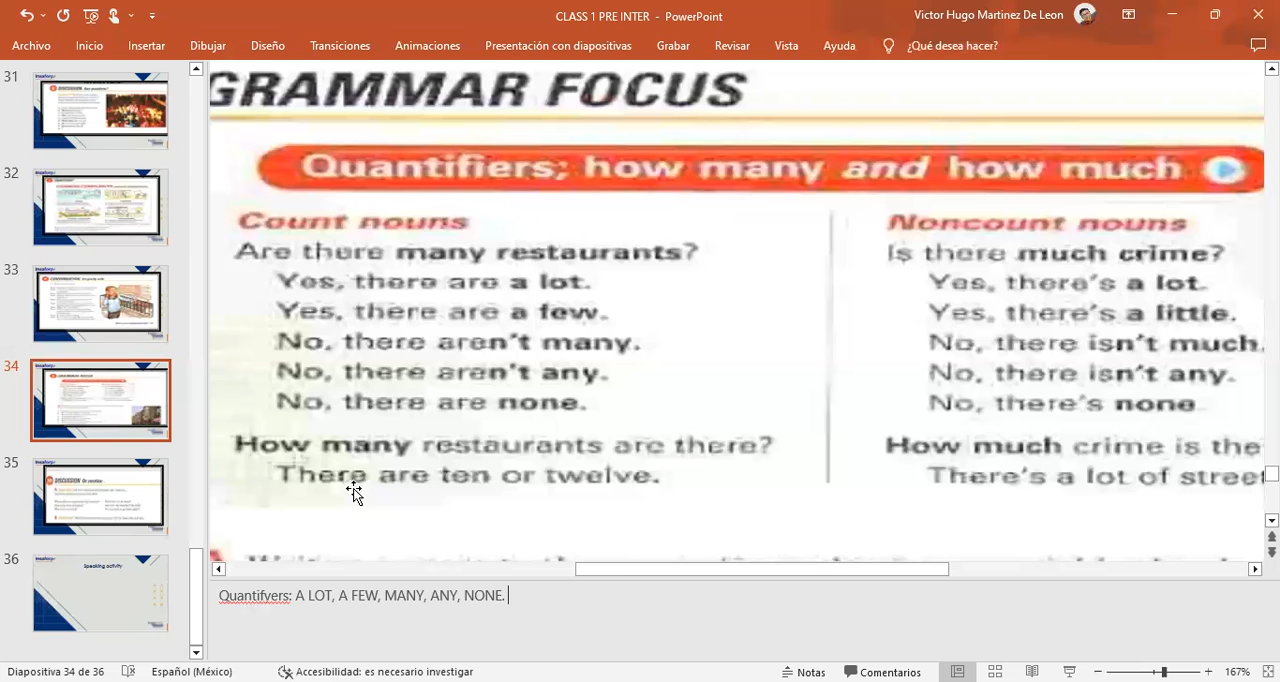 CLASS 1 PRE INTER - PowerPoint
Victor Hugo Martinez De Leon
Archivo Inicio Insertar Dibujar Diseño Transiciones Animaciones Presentación con diapositivas Grabar Revisar Vista Ayuda ¿Qué desea hacer?
31
32
33
34
35
36
DISCUSSION
GRAMMAR FOCUS
DISCUSSION
Speaking activity
GRAMMAR FOCUS
Quantifiers; how many and how much
Count nouns
Are there many restaurants?
Yes, there are a lot.
Yes, there are a few.
No, there aren't many.
No, there aren't any.
No, there are none.
How many restaurants are there?
There are ten or twelve.
Noncount nouns
Is there much crime?
Yes, there's a lot.
Yes, there's a little.
No, there isn't much.
No, there isn't any.
No, there's none
How much crime is the
There's a lot of street
Quantifyers: A LOT, A FEW, MANY, ANY, NONE.
Diapositiva 34 de 36 Español (México) Accesibilidad: es necesario investigar Notas Comentarios 167%